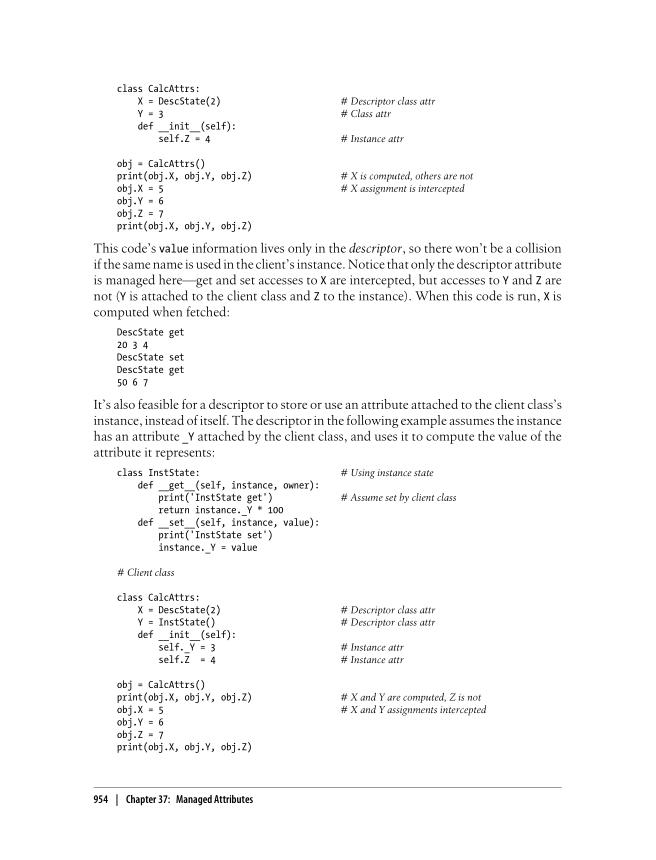 class CalcAttrs:
    X = DescState(2)                    # Descriptor class attr
    Y = 3                               # Class attr
    def __init__(self):
        self.Z = 4                      # Instance attr

obj = CalcAttrs()
print(obj.X, obj.Y, obj.Z)              # X is computed, others are not
obj.X = 5                               # X assignment is intercepted
obj.Y = 6
obj.Z = 7
print(obj.X, obj.Y, obj.Z)
This code’s value information lives only in the descriptor, so there won’t be a collision
if the same name is used in the client’s instance. Notice that only the descriptor attribute
is managed here—get and set accesses to X are intercepted, but accesses to Y and Z are
not (Y is attached to the client class and Z to the instance). When this code is run, X is
computed when fetched:
DescState get
20 3 4
DescState set
DescState get
50 6 7
It’s also feasible for a descriptor to store or use an attribute attached to the client class’s
instance, instead of itself. The descriptor in the following example assumes the instance
has an attribute _Y attached by the client class, and uses it to compute the value of the
attribute it represents:
class InstState:                        # Using instance state
    def __get__(self, instance, owner):
        print('InstState get')          # Assume set by client class
        return instance._Y * 100
    def __set__(self, instance, value):
        print('InstState set')
        instance._Y = value

# Client class

class CalcAttrs:
    X = DescState(2)                    # Descriptor class attr
    Y = InstState()                     # Descriptor class attr
    def __init__(self):
        self._Y = 3                     # Instance attr
        self.Z  = 4                     # Instance attr

obj = CalcAttrs()
print(obj.X, obj.Y, obj.Z)              # X and Y are computed, Z is not
obj.X = 5                               # X and Y assignments intercepted
obj.Y = 6
obj.Z = 7
print(obj.X, obj.Y, obj.Z)
954 | Chapter 37: Managed Attributes